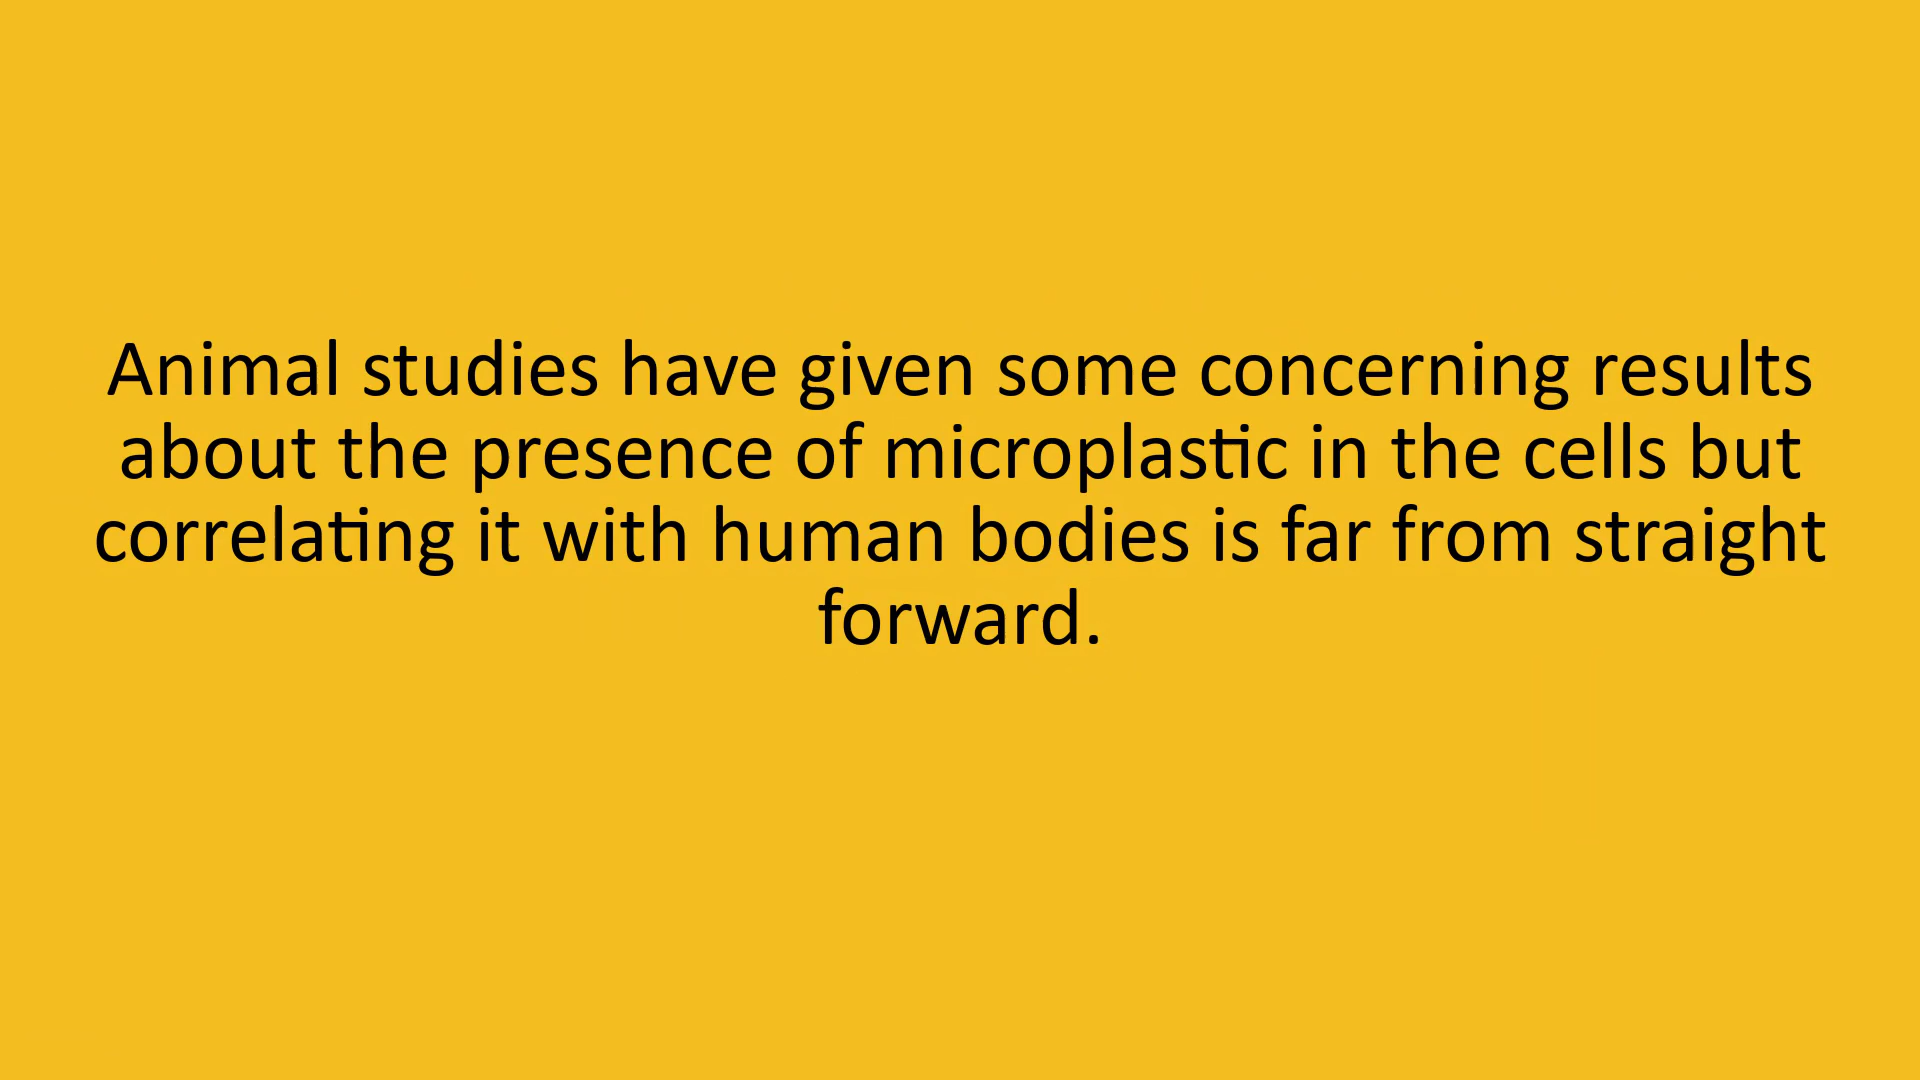 Animal studies have given some concerning results
about the presence of microplastic in the cells but
correlating it with human bodies is far from straight
forward.